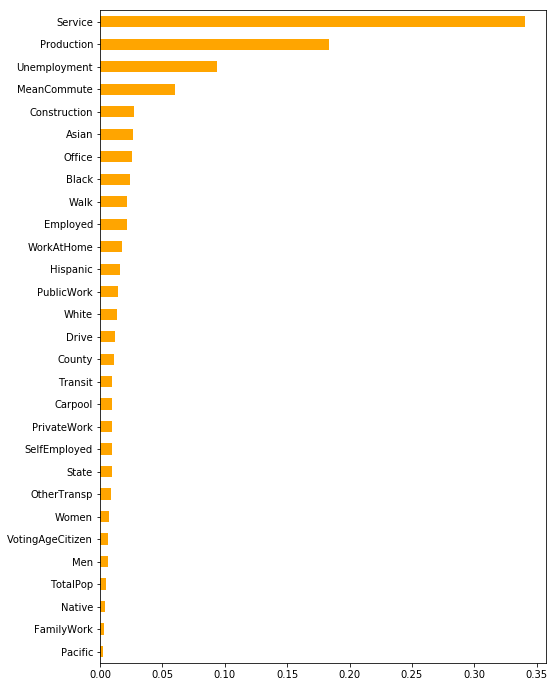 Service
Production
Unemployment
MeanCommute
Construction
Asian
Office
Black
Walk
Employed
WorkAtHome
Hispanic
PublicWork
White
Drive
County
Transit
Carpool
PrivateWork
SelfEmployed
State
OtherTransp
Women
VotingAgeCitizen
Men
TotalPop
Native
FamilyWork
Pacific
0.00 0.05 0.10 0.15 0.20 0.25 0.30 0.35